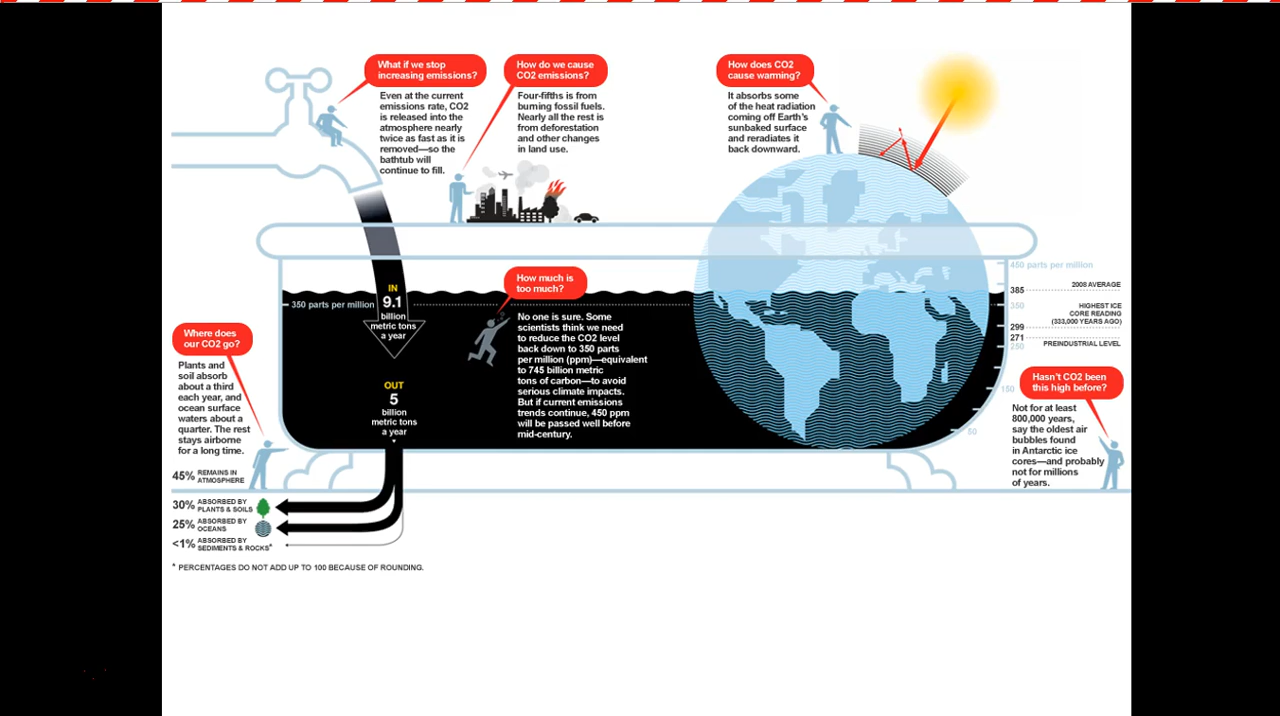 What if we stop
increasing emissions?
Even at the current
emissions rate, CO2
is released into the
atmosphere nearly
twice as fast as it is
removed—so the
bathtub will
continue to fill.
How do we cause
CO2 emissions?
Four-fifths is from
burning fossil fuels.
Nearly all the rest is
from deforestation
and other changes
in land use.
How does CO2
cause warming?
It absorbs some
of the heat radiation
coming off Earth's
sunbaked surface
and reradiates it
back downward.
IN
9.1
billion
metric tons
a year
350 parts per million
OUT
5
billion
metric tons
a year
How much is
too much?
No one is sure. Some
scientists think we need
to reduce the CO2 level
back down to 350 parts
per million (ppm)—equivalent
to 745 billion metric
tons of carbon—to avoid
serious climate impacts.
But if current emissions
trends continue, 450 ppm
will be passed well before
mid-century.
450 parts per million
2008 AVERAGE
385
350
HIGHEST ICE
CORE READING
(333,000 YEARS AGO)
299
271
PREINDUSTRIAL LEVEL
250
150
50
Hasn't CO2 been
this high before?
Not for at least
800,000 years,
say the oldest air
bubbles found
in Antarctic ice
cores—and probably
not for millions
of years.
Where does
our CO2 go?
Plants and
soil absorb
about a third
each year, and
ocean surface
waters about a
quarter. The rest
stays airborne
for a long time.
45% REMAINS IN
ATMOSPHERE
30% ABSORBED BY
PLANTS & SOILS
25% ABSORBED BY
OCEANS
<1% ABSORBED BY
SEDIMENTS & ROCKS*
* PERCENTAGES DO NOT ADD UP TO 100 BECAUSE OF ROUNDING.